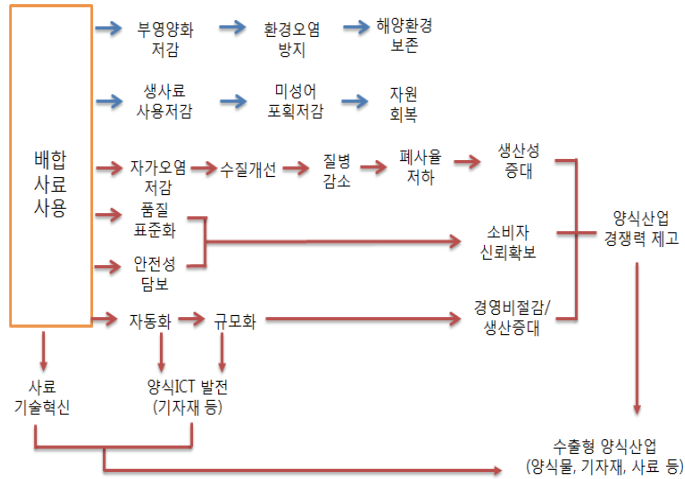 배합
사료
사용
부영양화
저감
환경오염
방지
해양환경
보존
생사료
사용저감
미성어
포획저감
자원
회복
자가오염
저감
수질개선
질병
감소
폐사율
저하
생산성
증대
품질
표준화
안전성
담보
소비자
신뢰확보
양식산업
경쟁력 제고
자동화
규모화
경영비절감/
생산증대
사료
기술혁신
양식ICT 발전
(기자재 등)
수출형 양식산업
(양식물, 기자재, 사료 등)